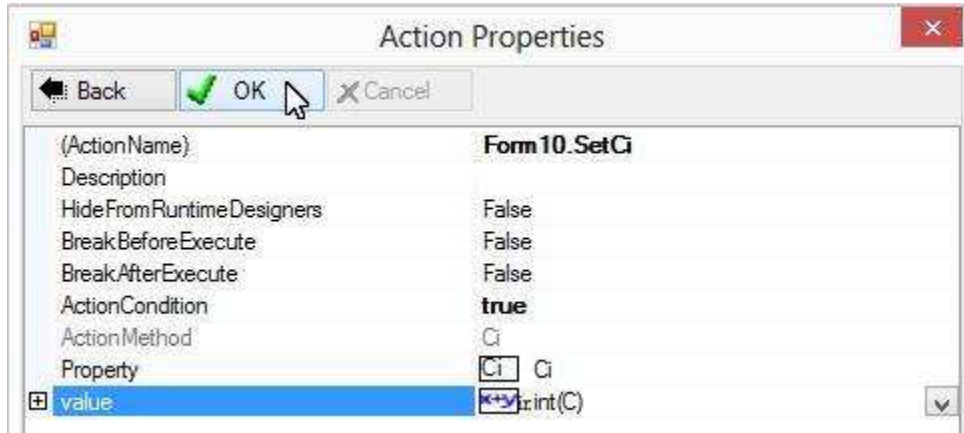 Action Properties
Back OK Cancel
(ActionName) Form10.SetCi
Description
HideFromRuntimeDesigners False
BreakBeforeExecute False
BreakAfterExecute False
ActionCondition true
ActionMethod Ci
Property Ci Ci
value x+y int(C)